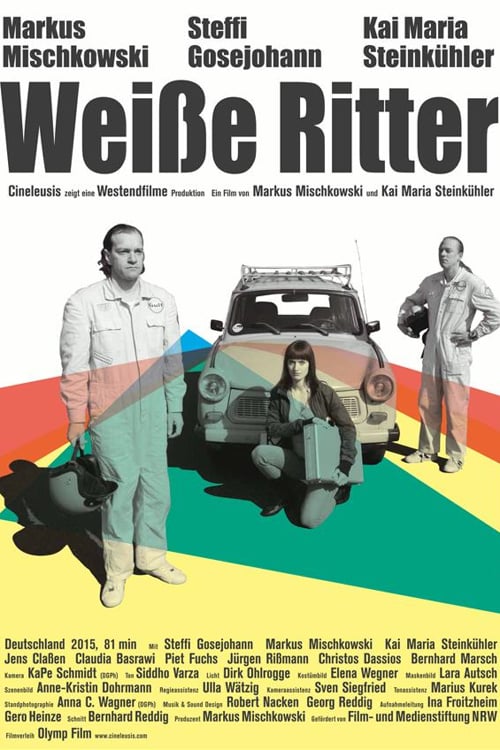 Markus Mischkowski
Steffi Gosejohann
Kai Maria Steinkühler
Weiße Ritter
Cineleusis zeigt eine Westendfilme Produktion Ein Film von Markus Mischkowski und Kai Maria Steinkühler
Deutschland 2015, 81 min Mit Steffi Gosejohann Markus Mischkowski Kai Maria Steinkühler
Jens Claßen Claudia Basrawi Piet Fuchs Jürgen Rißmann Christos Dassios Bernhard Marsch
Kamera KaPe Schmidt (DGPh) Ton Siddho Varza Licht Dirk Ohlrogge Kostümbild Elena Wegner Maskenbild Lara Autsch
Szenenbild Anne-Kristin Dohrmann Regieassistenz Ulla Wätzig Kameraassistenz Sven Siegfried Tonassistenz Marius Kurek
Standphotographie Anna C. Wagner (DGPh) Musik & Sound Design Robert Nacken Georg Reddig Aufnahmeleitung Ina Froitzheim
Gero Heinze Schnitt Bernhard Reddig Produzent Markus Mischkowski Gefördert von Film- und Medienstiftung NRW
Filmverleih Olymp Film www.cineleusis.com